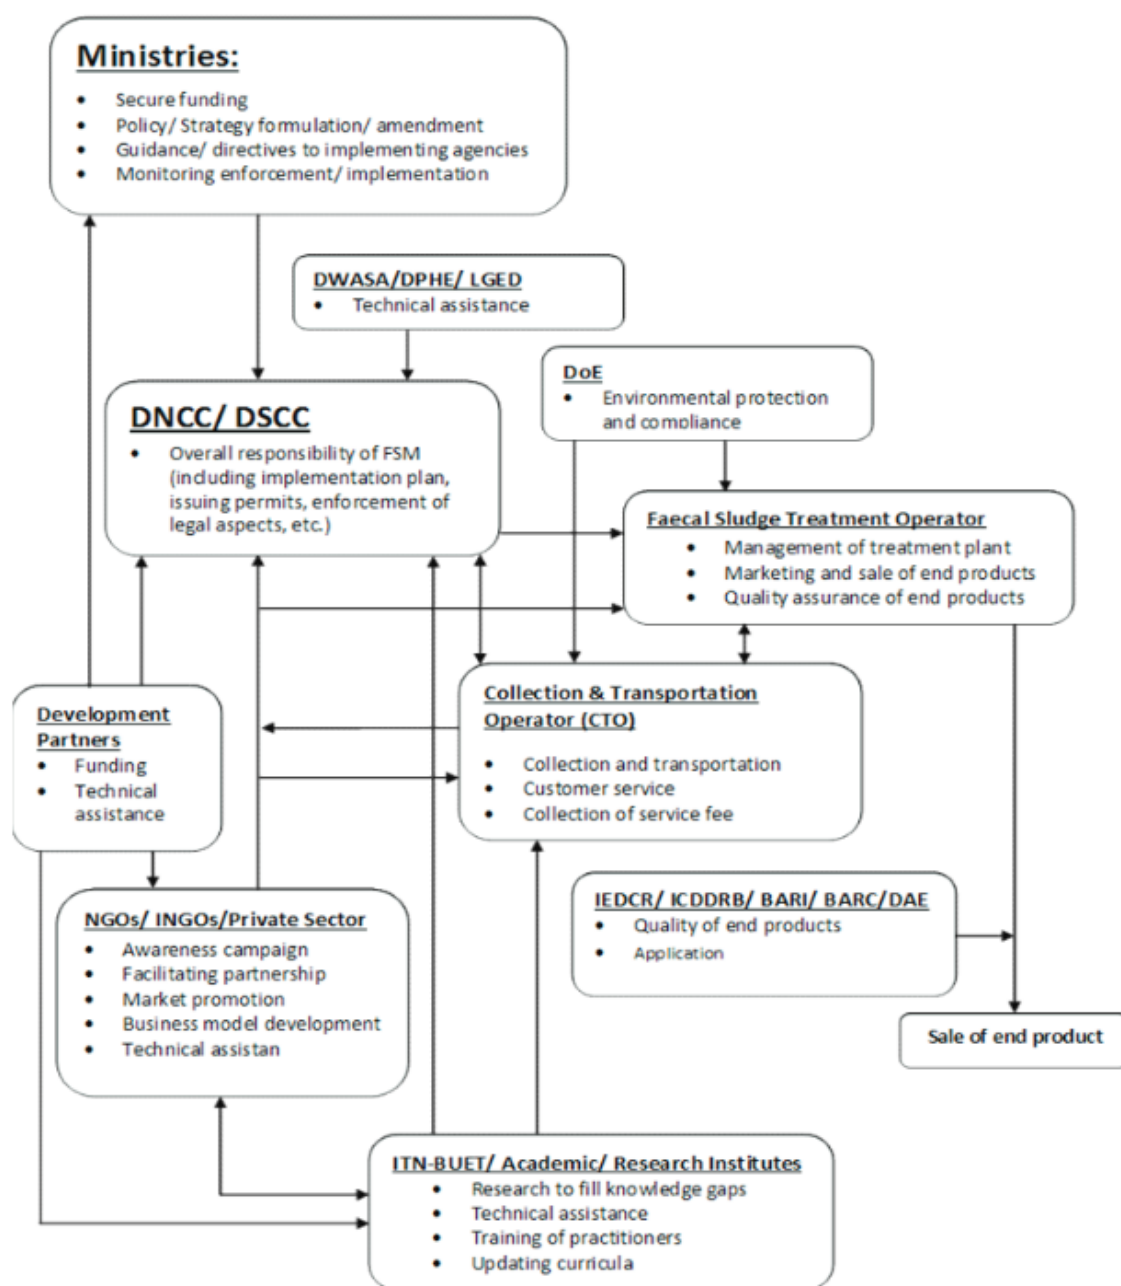 Ministries:
• Secure funding
• Policy/ Strategy formulation/ amendment
• Guidance/ directives to implementing agencies
• Monitoring enforcement/ implementation
DWASA/DPHE/ LGED
• Technical assistance
DoE
• Environmental protection
and compliance
DNCC/ DSCC
• Overall responsibility of FSM
(including implementation plan,
issuing permits, enforcement of
legal aspects, etc.)
Faecal Sludge Treatment Operator
• Management of treatment plant
• Marketing and sale of end products
• Quality assurance of end products
Collection & Transportation
Operator (CTO)
• Collection and transportation
• Customer service
• Collection of service fee
Development
Partners
• Funding
• Technical
assistance
NGOs/ INGOs/Private Sector
• Awareness campaign
• Facilitating partnership
• Market promotion
• Business model development
• Technical assistan
IEDCR/ ICDDRB/ BARI/ BARC/DAE
• Quality of end products
• Application
Sale of end product
ITN-BUET/ Academic/ Research Institutes
• Research to fill knowledge gaps
• Technical assistance
• Training of practitioners
• Updating curricula